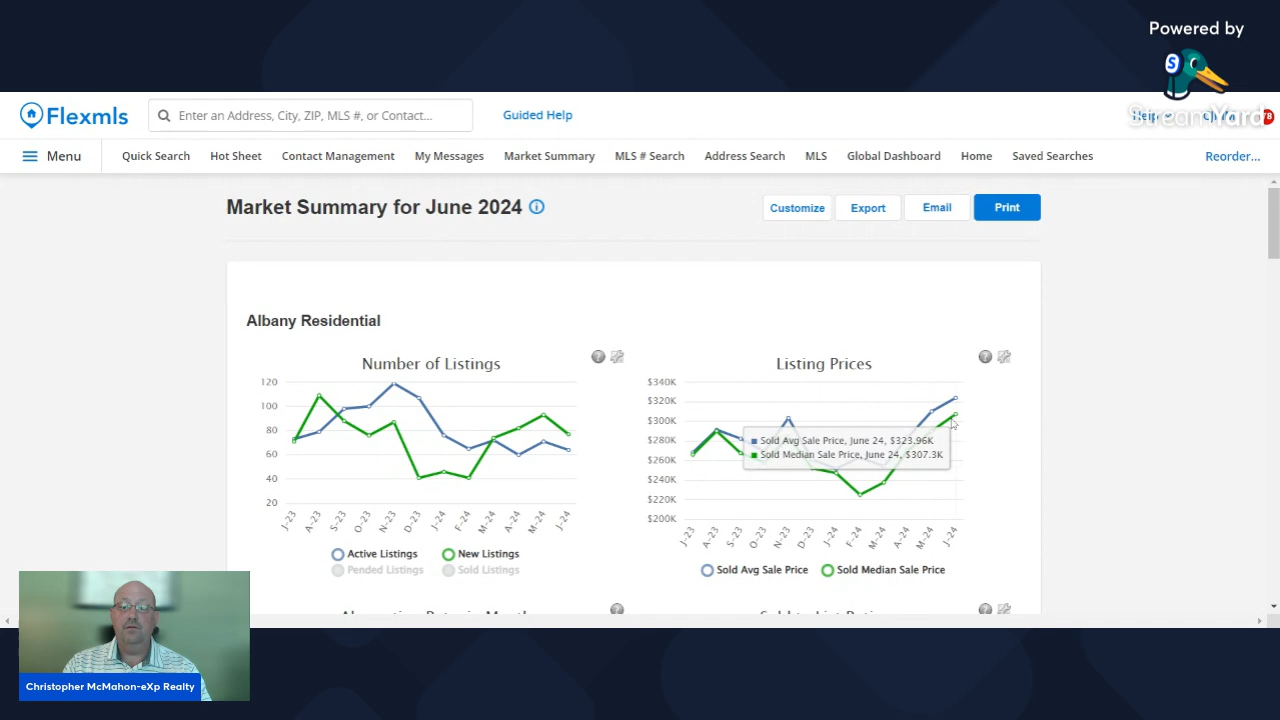 Powered by
StreamYard
Flexmls
Enter an Address, City, ZIP, MLS #, or Contact...
Guided Help
Help
78
Menu
Quick Search
Hot Sheet
Contact Management
My Messages
Market Summary
MLS # Search
Address Search
MLS
Global Dashboard
Home
Saved Searches
Reorder...
Market Summary for June 2024
Customize
Export
Email
Print
Albany Residential
Number of Listings
120
100
80
60
40
20
J-23
A-23
S-23
O-23
N-23
D-23
J-24
F-24
M-24
A-24
M-24
J-24
Active Listings
New Listings
Pended Listings
Sold Listings
Listing Prices
$340K
$320K
$300K
$280K
$260K
$240K
$220K
$200K
Sold Avg Sale Price, June 24, $323.96K
Sold Median Sale Price, June 24, $307.3K
J-23
A-23
S-23
O-23
N-23
D-23
J-24
F-24
M-24
A-24
M-24
J-24
Sold Avg Sale Price
Sold Median Sale Price
Christopher McMahon-eXp Realty